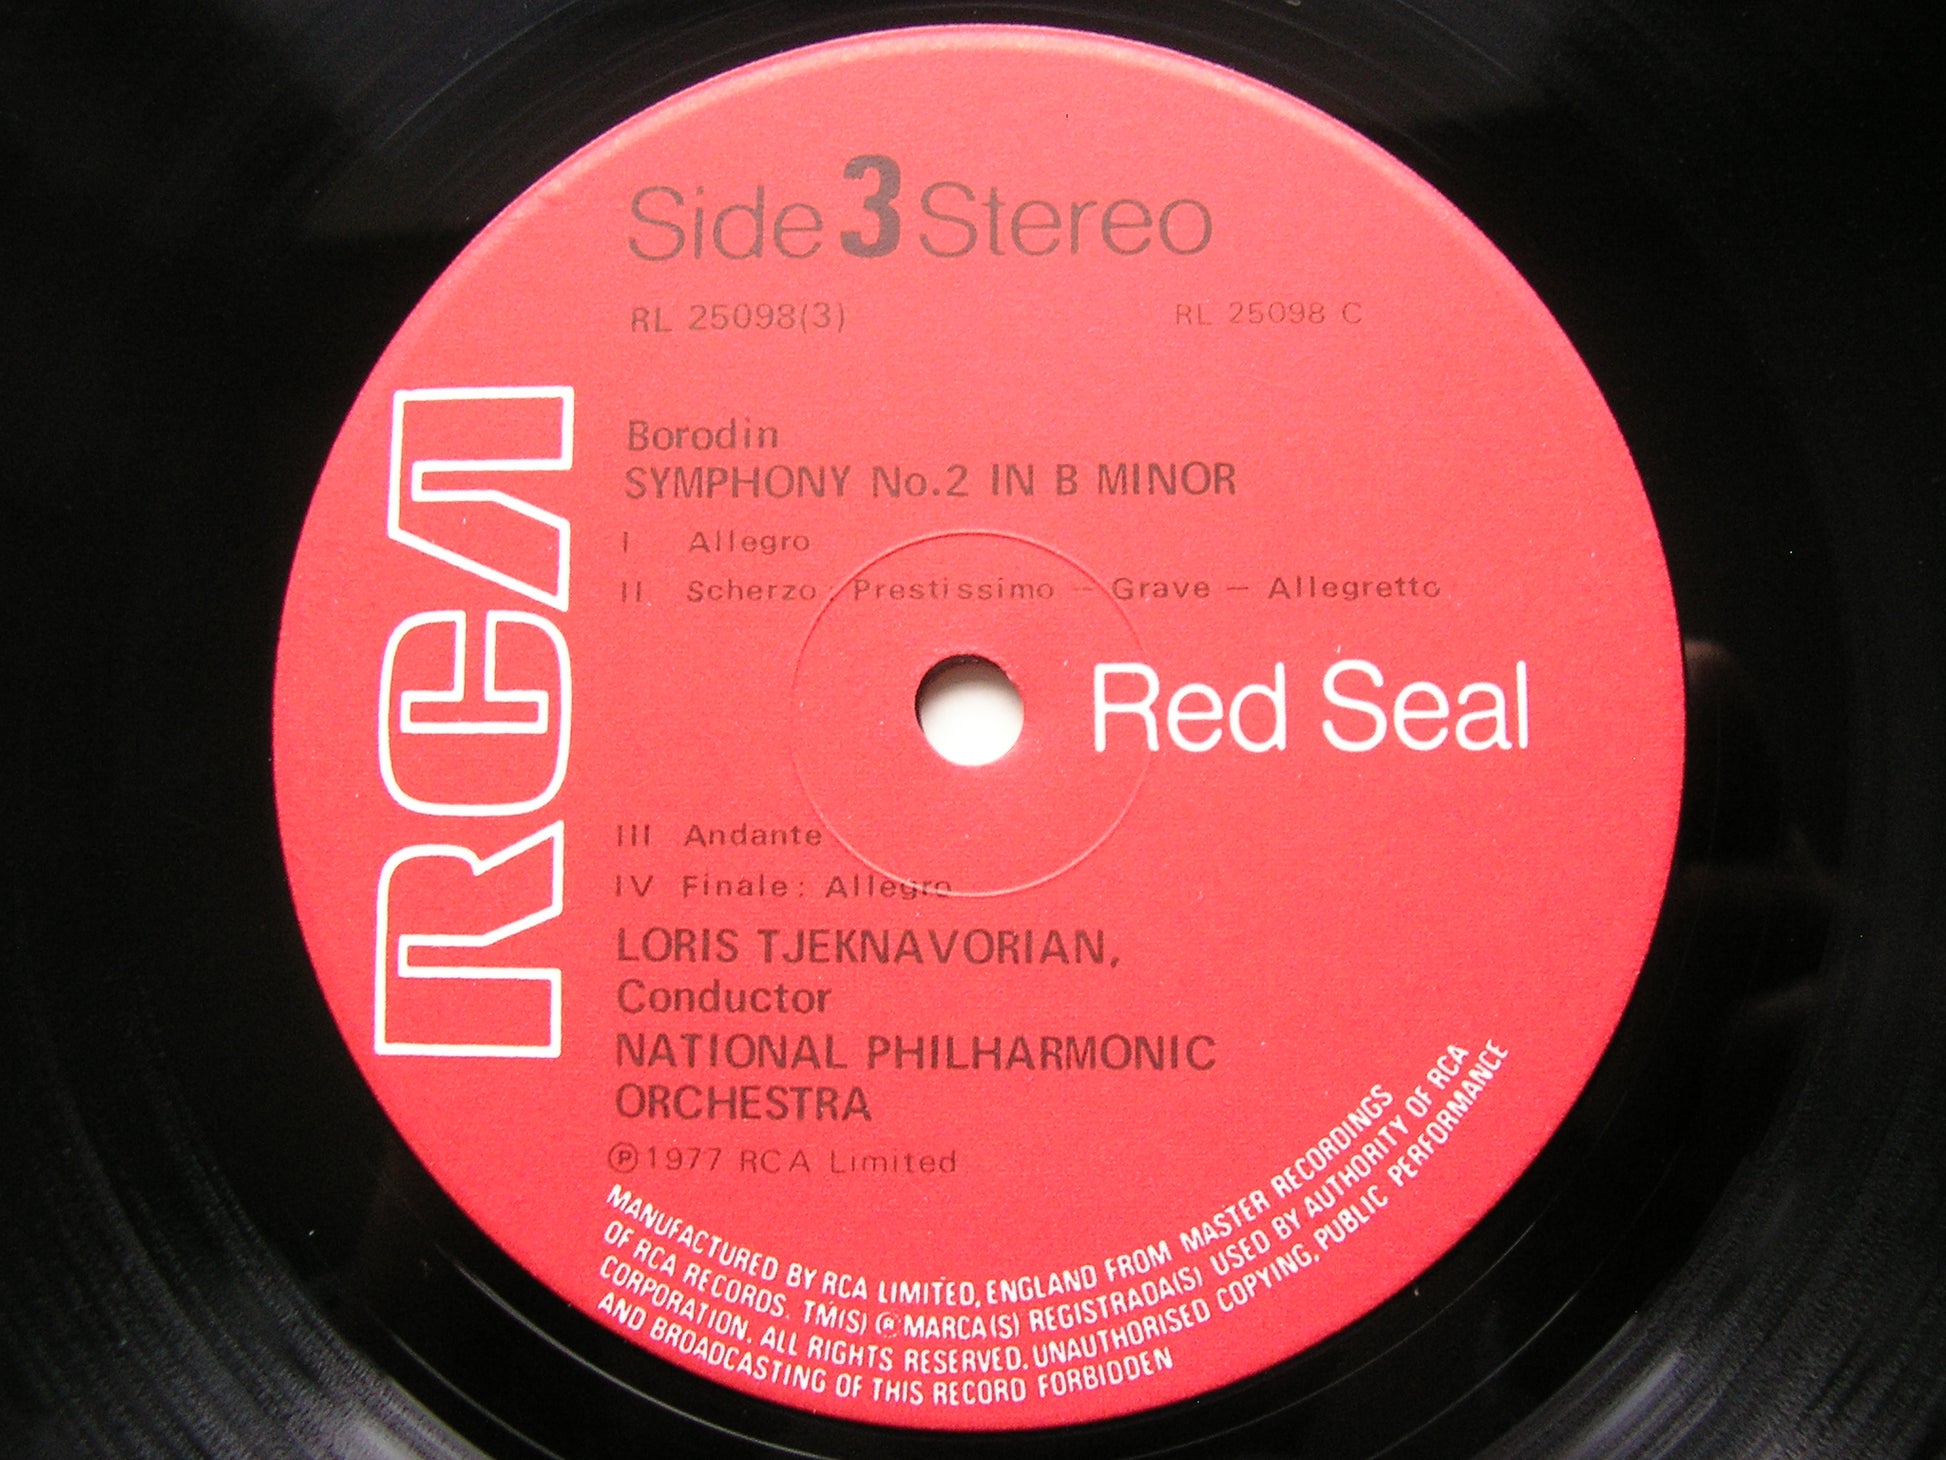 Side 3 Stereo
RL 25098(3) RL 25098 C
Borodin
SYMPHONY No.2 IN B MINOR
I Allegro
II Scherzo: Prestissimo – Grave – Allegretto
RCA
Red Seal
III Andante
IV Finale: Allegro
LORIS TJEKNAVORIAN,
Conductor
NATIONAL PHILHARMONIC
ORCHESTRA
℗1977 RCA Limited
MANUFACTURED BY RCA LIMITED, ENGLAND FROM MASTER RECORDINGS
OF RCA RECORDS. TM(S) ® MARCA(S) REGISTRADA(S) USED BY AUTHORITY OF RCA
CORPORATION. ALL RIGHTS RESERVED. UNAUTHORISED COPYING, PUBLIC PERFORMANCE
AND BROADCASTING OF THIS RECORD FORBIDDEN